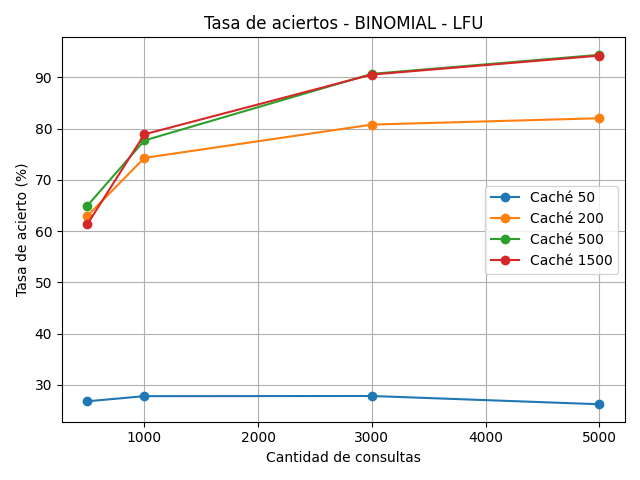 Tasa de aciertos - BINOMIAL - LFU
Tasa de acierto (%)
90
80
70
60
50
40
30
Caché 50
Caché 200
Caché 500
Caché 1500
1000 2000 3000 4000 5000
Cantidad de consultas